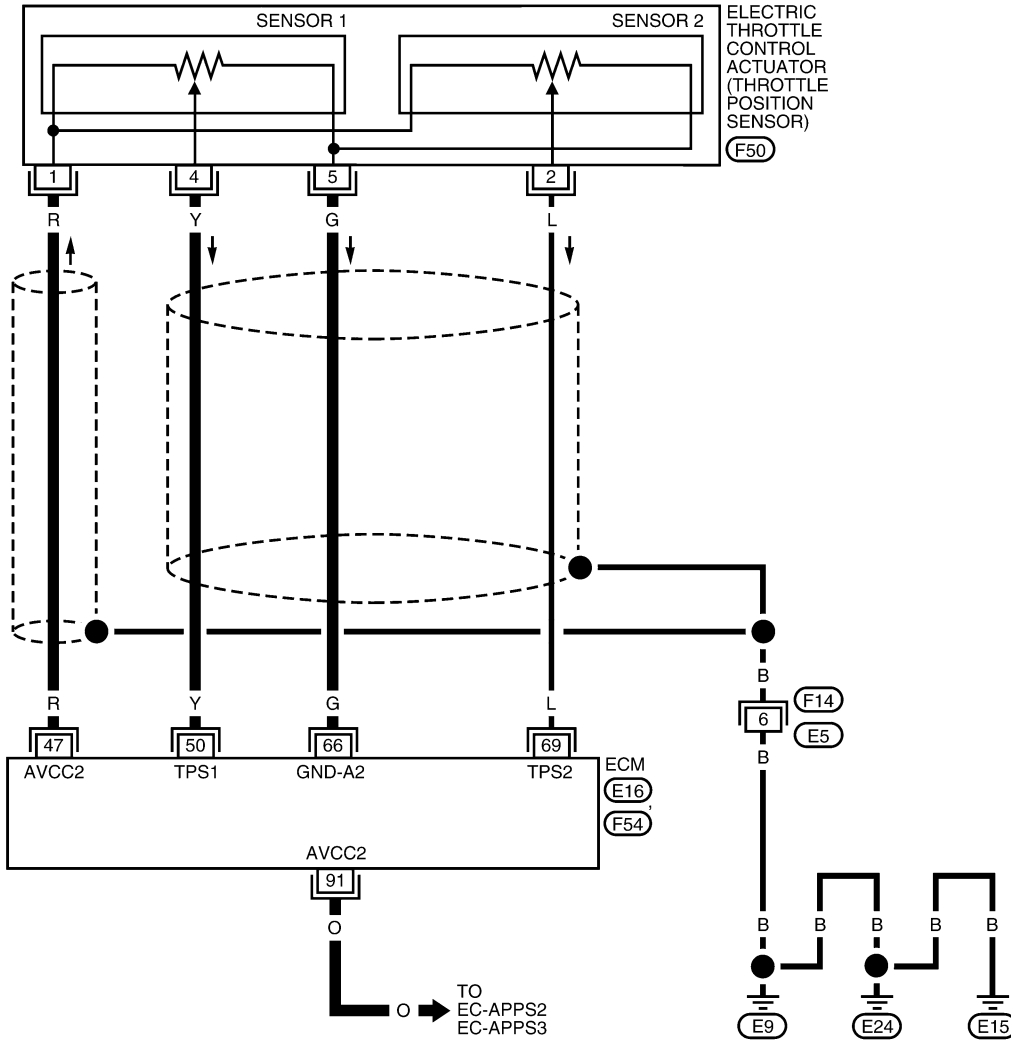 SENSOR 1
SENSOR 2
ELECTRIC
THROTTLE
CONTROL
ACTUATOR
(THROTTLE
POSITION
SENSOR)
F50
1 4 5 2
R Y G L
R Y G L
B
F14
6
E5
B
47 50 66 69
AVCC2 TPS1 GND-A2 TPS2
ECM
E16
,
F54
AVCC2
91
O
B B B B B
O
TO
EC-APPS2
EC-APPS3
E9 E24 E15